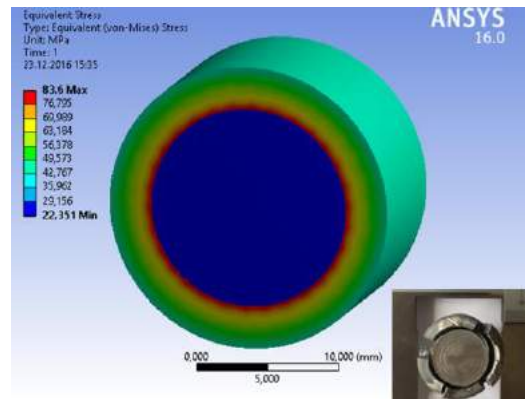 Equivalent Stress
Type: Equivalent (von-Mises) Stress
Unit: MPa
Time: 1
23.12.2016 15:35
ANSYS
16.0
83.6 Max
76,795
69,989
63,184
56,378
49,573
42,767
35,962
29,156
22,351 Min
0,000
10,000 (mm)
5,000